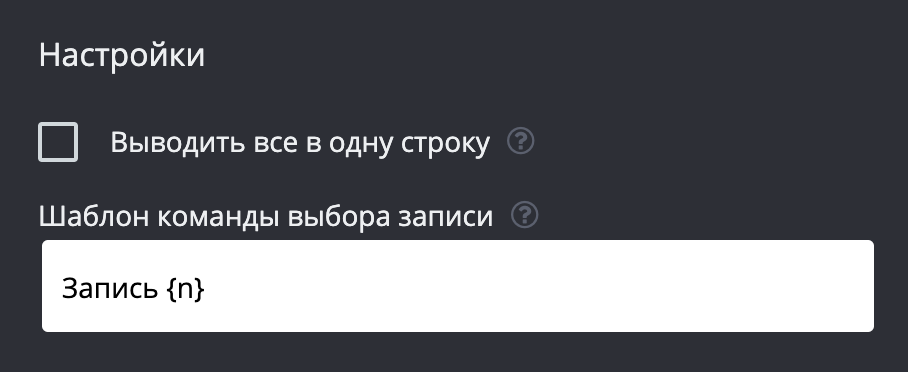 Настройки
Выводить все в одну строку ?
Шаблон команды выбора записи ?
Запись {n}